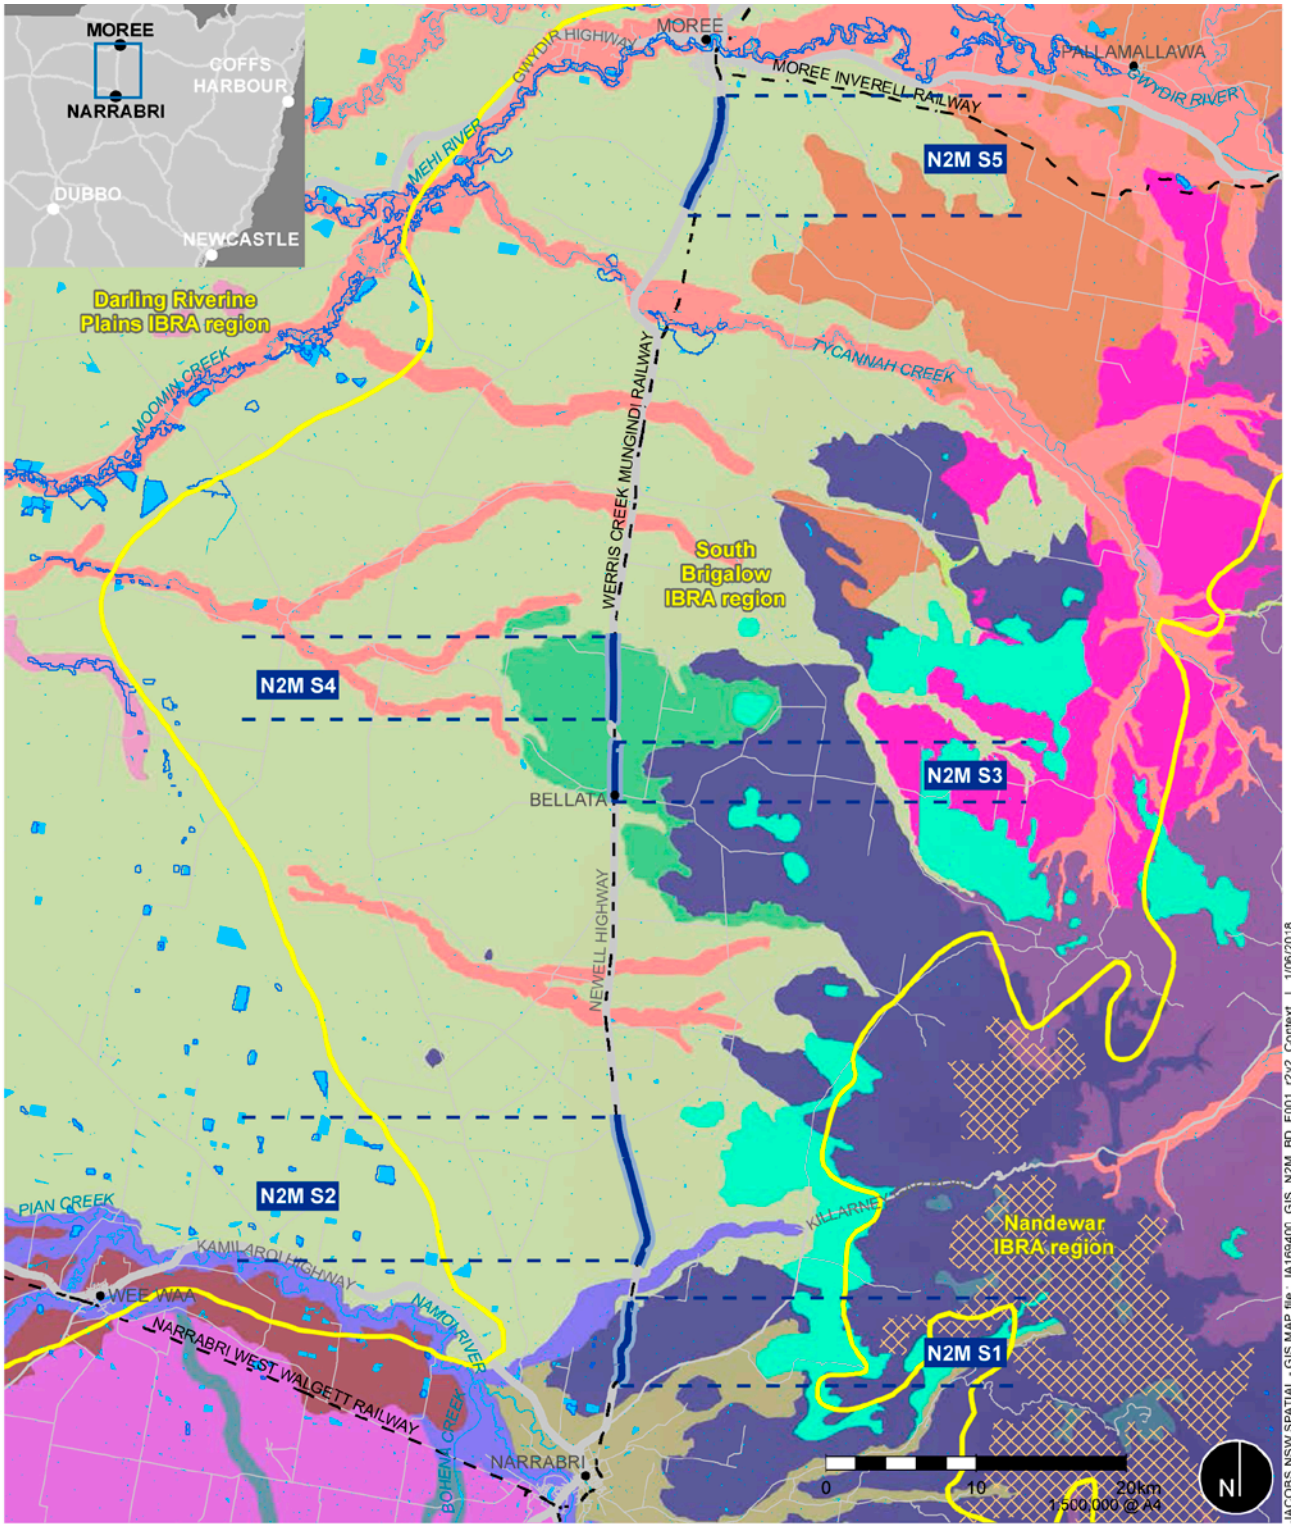 MOREE
COFFS
HARBOUR
NARRABRI
DUBBO
NEWCASTLE
GWYDIR HIGHWAY
MOREE
PALLAMALLAWA
MOREE INVERELL RAILWAY
GWYDIR RIVER
MEHI RIVER
N2M S5
Darling Riverine
Plains IBRA region
MOOMIN CREEK
TYCANNAH CREEK
WERRIS CREEK MUNGINDI RAILWAY
South
Brigalow
IBRA region
N2M S4
N2M S3
BELLATA
NEWELL HIGHWAY
N2M S2
PIAN CREEK
KAMILAROI HIGHWAY
KILLARNEY
Nandewar
IBRA region
WEE WAA
NAMOI RIVER
NARRABRI WEST WALGETT RAILWAY
N2M S1
BOHENA CREEK
NARRABRI
0 10 20km
1:500,000 @ A4
N
JACOBS NSW SPATIAL - GIS MAP file : IA169400_GIS_N2M_BD_F001_r2v2_Context | 1/06/2018